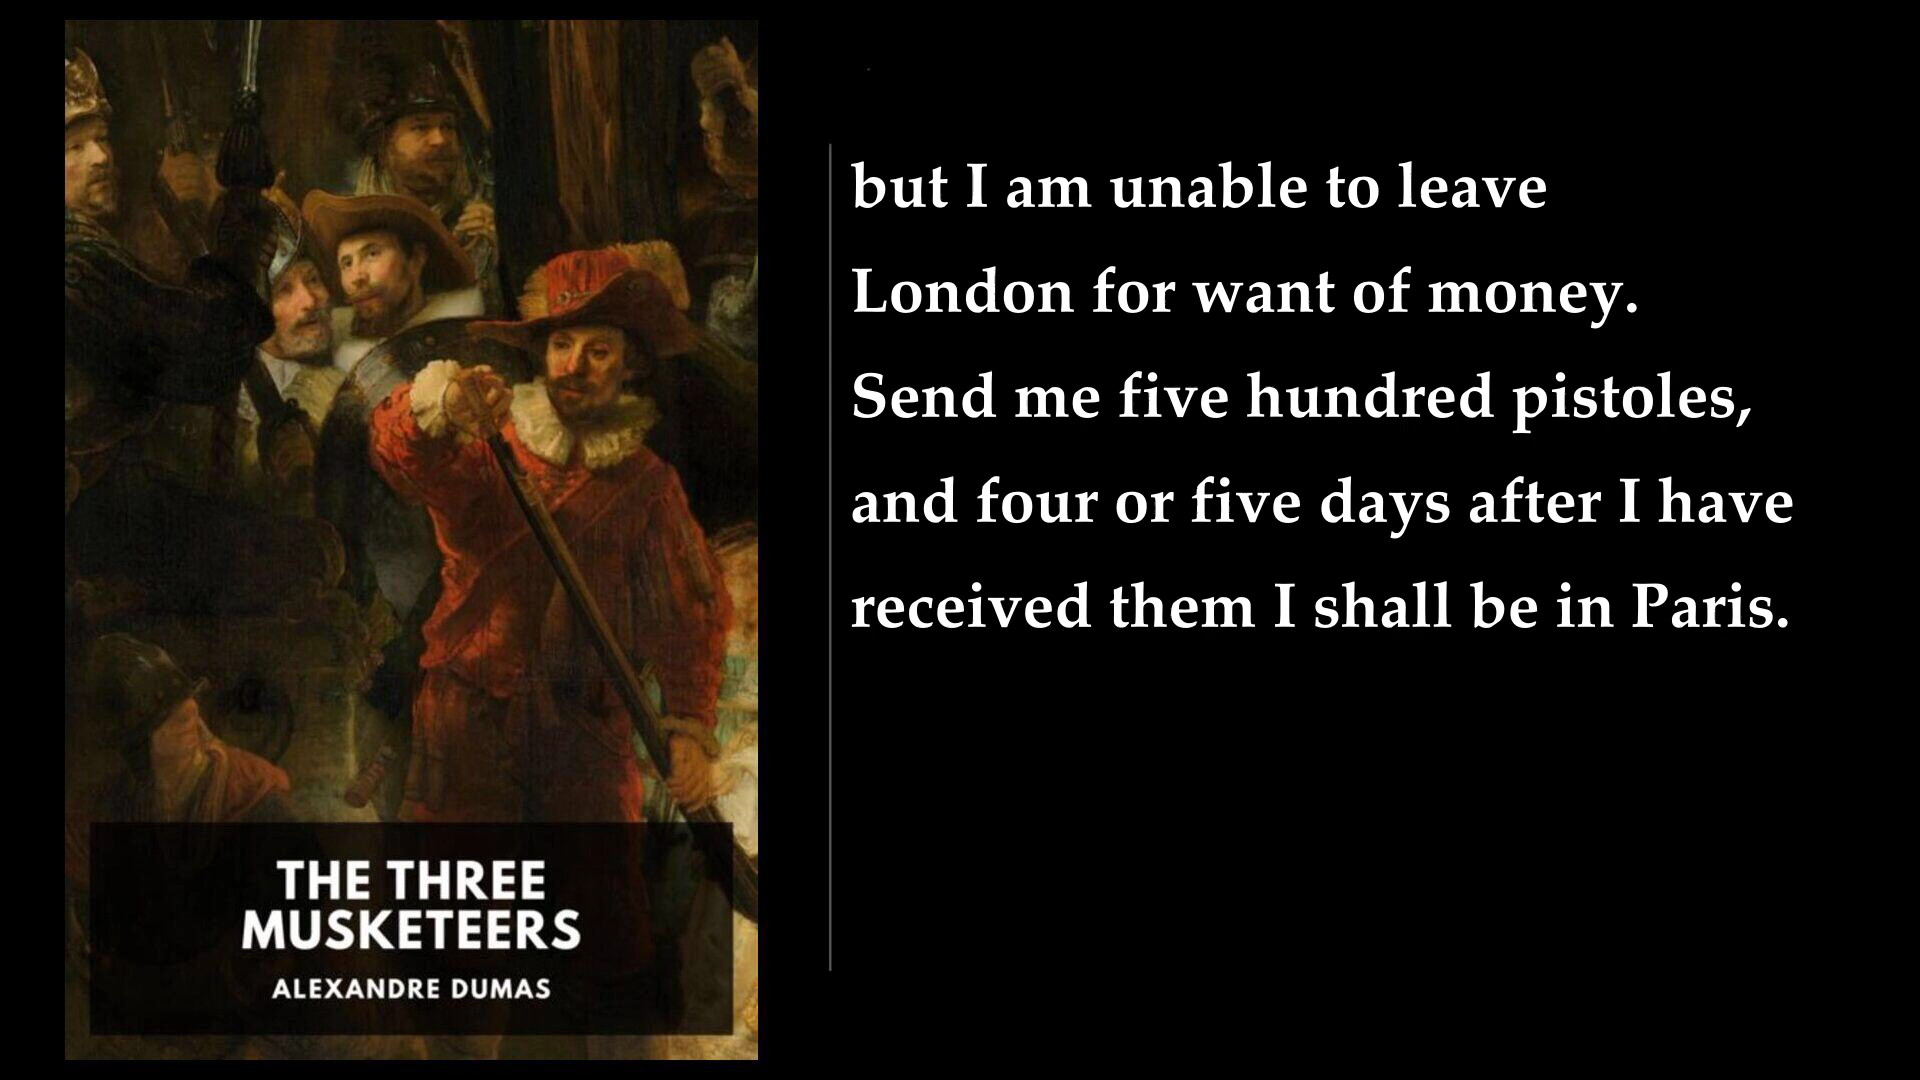 THE THREE
MUSKETEERS
ALEXANDRE DUMAS
but I am unable to leave
London for want of money.
Send me five hundred pistoles,
and four or five days after I have
received them I shall be in Paris.